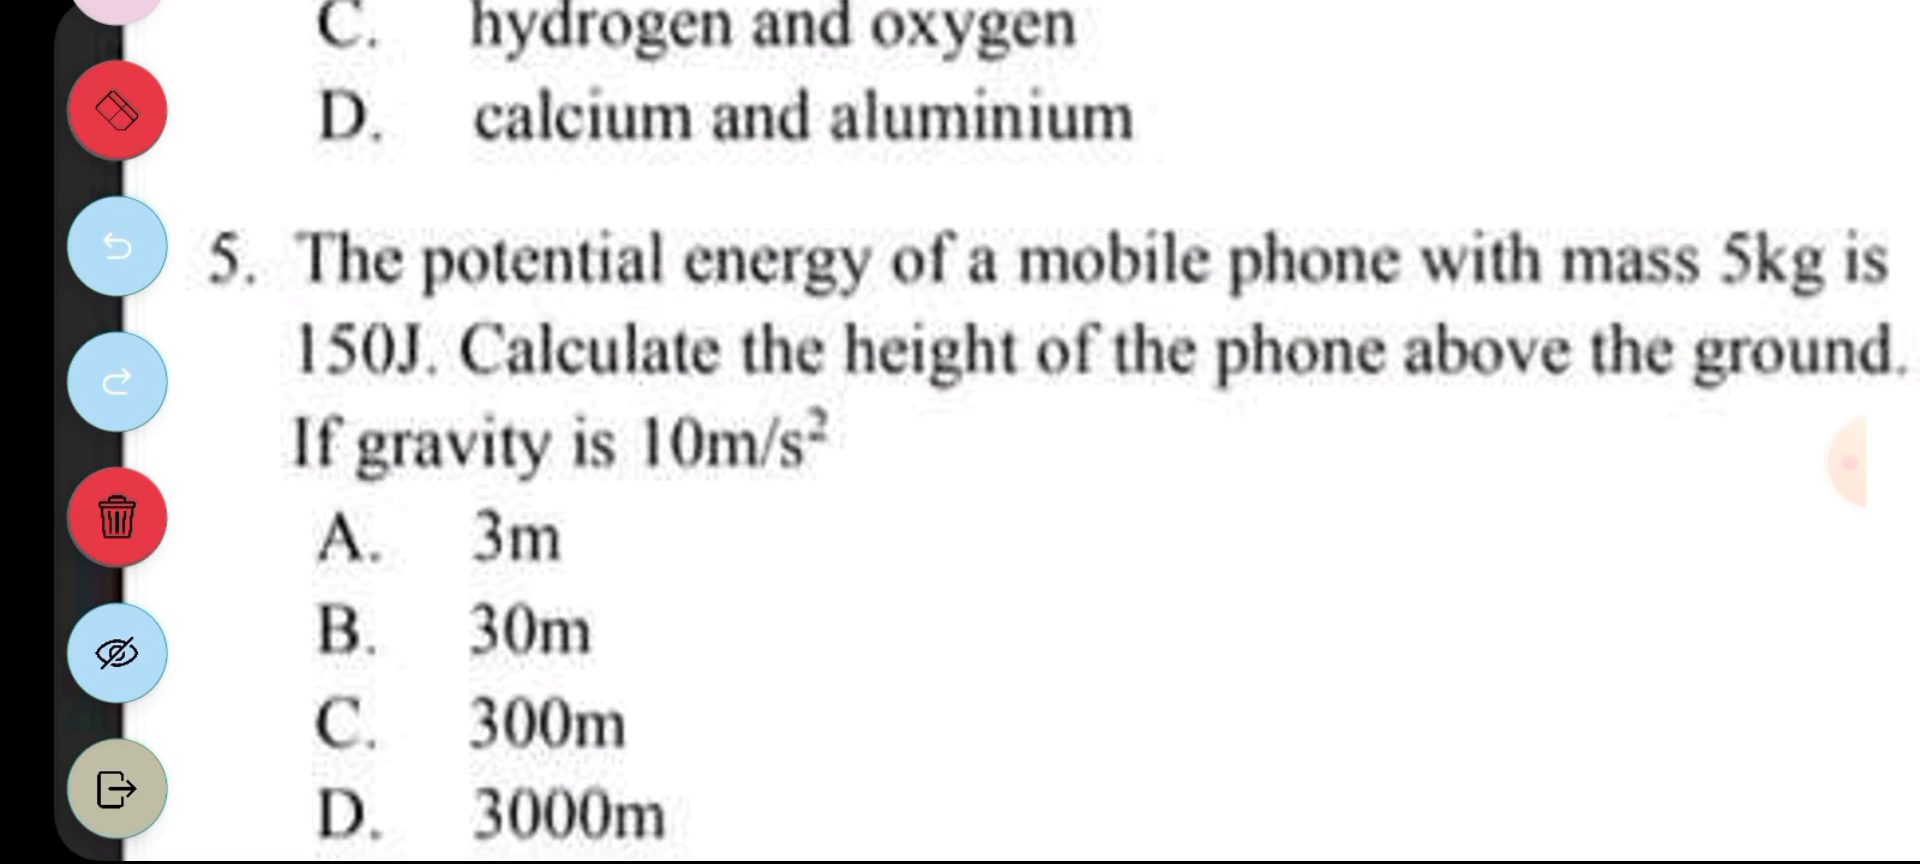 C. hydrogen and oxygen
D. calcium and aluminium
5. The potential energy of a mobile phone with mass 5kg is
150J. Calculate the height of the phone above the ground.
If gravity is 10m/s²
A. 3m
B. 30m
C. 300m
D. 3000m